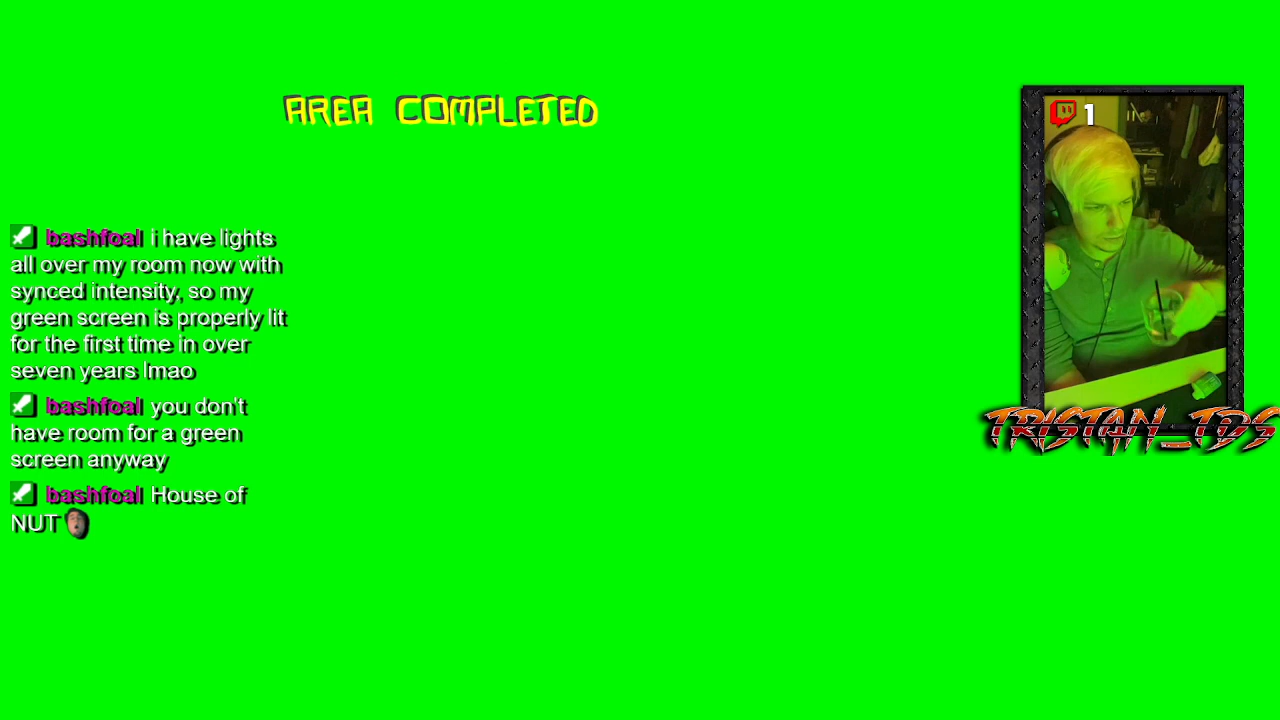 AREA COMPLETED
1
bashfoal i have lights
all over my room now with
synced intensity, so my
green screen is properly lit
for the first time in over
seven years lmao
bashfoal you don't
have room for a green
screen anyway
TRISTAN_TDS
bashfoal House of
NUT